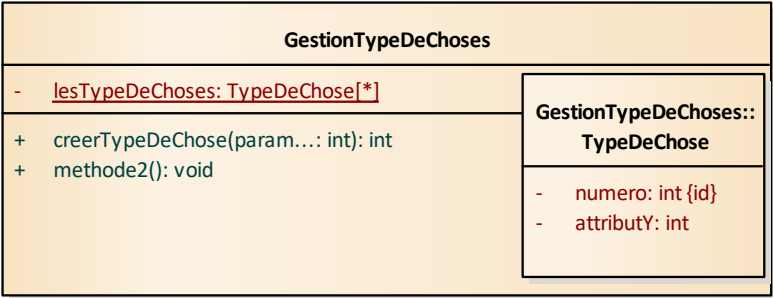 GestionTypeDeChoses
- lesTypeDeChoses: TypeDeChose[*]
+ creerTypeDeChose(param...: int): int
+ methode2(): void
GestionTypeDeChoses::
TypeDeChose
- numero: int {id}
- attributY: int